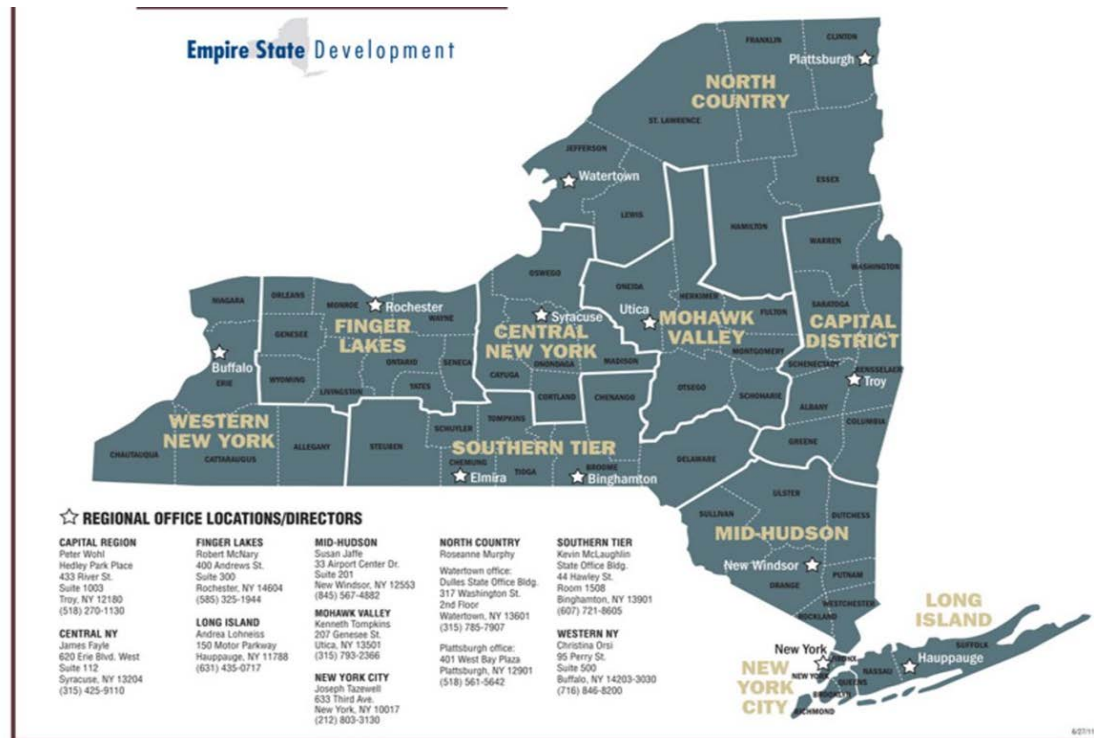 Empire State Development
FRANKLIN
CLINTON
Plattsburgh
NORTH
COUNTRY
ST. LAWRENCE
JEFFERSON
Watertown
ESSEX
LEWIS
HAMILTON
WARREN
WASHINGTON
OSWEGO
ONEIDA
HERKIMER
FULTON
SARATOGA
NIAGARA
ORLEANS
MONROE
Rochester
WAYNE
Syracuse
Utica
MOHAWK
VALLEY
CAPITAL
DISTRICT
GENESEE
FINGER
LAKES
CENTRAL
NEW YORK
MONTGOMERY
SCHENECTADY
RENSSELAER
Troy
Buffalo
ERIE
WYOMING
LIVINGSTON
ONTARIO
YATES
SENECA
CAYUGA
ONONDAGA
MADISON
CORTLAND
CHENANGO
OTSEGO
SCHOHARIE
ALBANY
COLUMBIA
GREENE
WESTERN
NEW YORK
CHAUTAUQUA
CATTARAUGUS
ALLEGANY
STEUBEN
SCHUYLER
TOMPKINS
SOUTHERN TIER
CHEMUNG
Elmira
TIOGA
BROOME
Binghamton
DELAWARE
ULSTER
SULLIVAN
DUTCHESS
MID-HUDSON
New Windsor
ORANGE
PUTNAM
WESTCHESTER
ROCKLAND
LONG
ISLAND
SUFFOLK
Hauppauge
NASSAU
New York
BRONX
NEW YORK
QUEENS
BROOKLYN
RICHMOND
NEW
YORK
CITY
REGIONAL OFFICE LOCATIONS/DIRECTORS
CAPITAL REGION
Peter Wohl
Hedley Park Place
433 River St.
Suite 1003
Troy, NY 12180
(518) 270-1130
CENTRAL NY
James Fayle
620 Erie Blvd. West
Suite 112
Syracuse, NY 13204
(315) 425-9110
FINGER LAKES
Robert McNary
400 Andrews St.
Suite 300
Rochester, NY 14604
(585) 325-1944
LONG ISLAND
Andrea Lohneiss
150 Motor Parkway
Hauppauge, NY 11788
(631) 435-0717
MID-HUDSON
Susan Jaffe
33 Airport Center Dr.
Suite 201
New Windsor, NY 12553
(845) 567-4882
MOHAWK VALLEY
Kenneth Tompkins
207 Genesee St.
Utica, NY 13501
(315) 793-2366
NEW YORK CITY
Joseph Tazewell
633 Third Ave.
New York, NY 10017
(212) 803-3130
NORTH COUNTRY
Roseanne Murphy
Watertown office:
Dulles State Office Bldg.
317 Washington St.
2nd Floor
Watertown, NY 13601
(315) 785-7907
Plattsburgh office:
401 West Bay Plaza
Plattsburgh, NY 12901
(518) 561-5642
SOUTHERN TIER
Kevin McLaughlin
State Office Bldg.
44 Hawley St.
Room 1508
Binghamton, NY 13901
(607) 721-8605
WESTERN NY
Christina Orsi
95 Perry St.
Suite 500
Buffalo, NY 14203-3030
(716) 846-8200
6/27/11